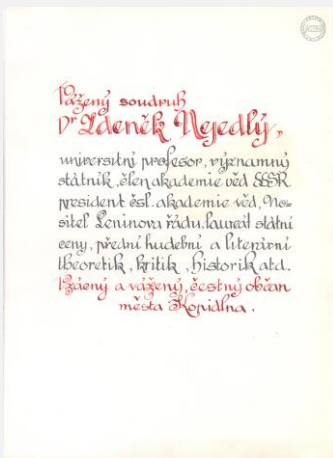 Vážený soudruh
Dr Zdeněk Nejedlý,
universitní profesor, významný
státník, člen akademie věd SSSR
president čsl. akademie věd, No-
sitel Leninova řádu, laureát státní
ceny, přední hudební a literární
theoretik, kritik, historik atd.
Vzácný a vážený, čestný občan
města Kopidlna.